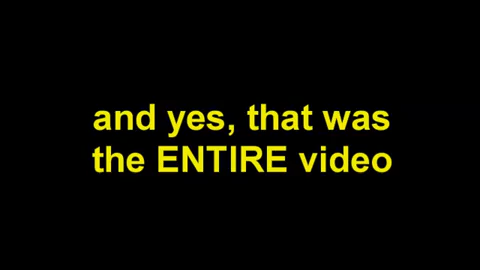 and yes, that was
the ENTIRE video